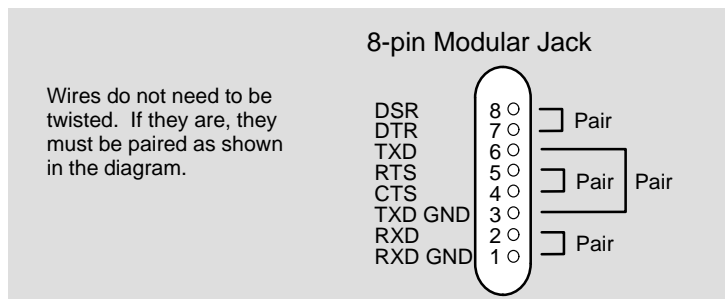 8-pin Modular Jack
Wires do not need to be
twisted. If they are, they
must be paired as shown
in the diagram.
DSR 8 Pair
DTR 7
TXD 6
RTS 5 Pair Pair
CTS 4
TXD GND 3
RXD 2 Pair
RXD GND 1